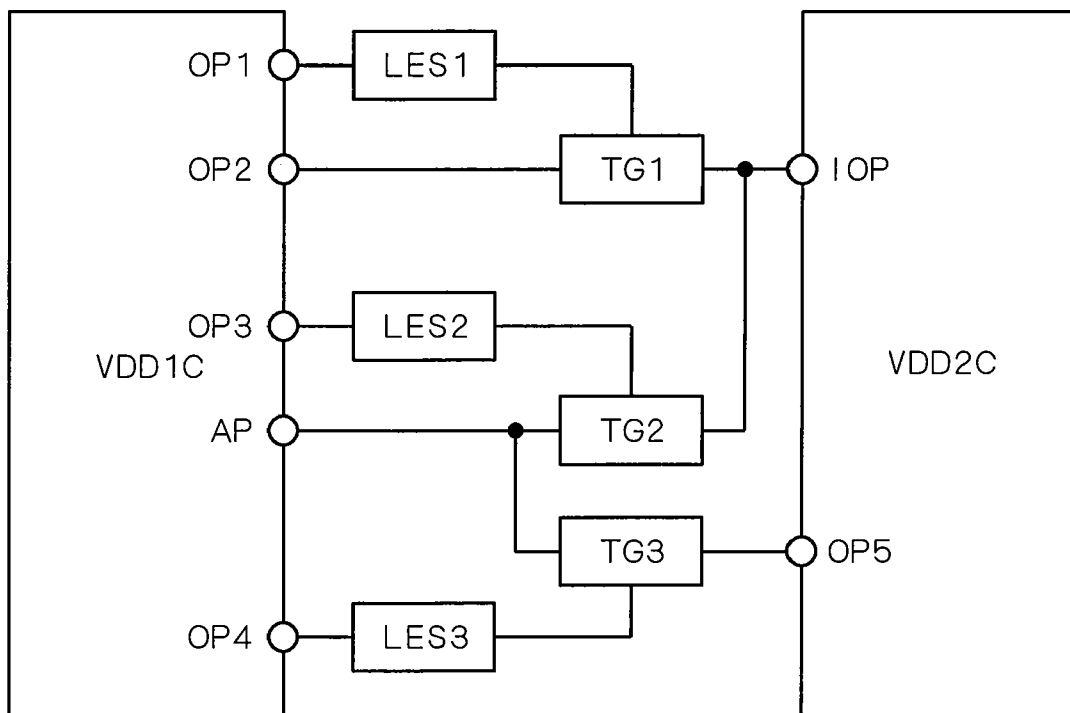 OP1
LES1
OP2
TG1
IOP
OP3
LES2
VDD1C
VDD2C
AP
TG2
TG3
OP5
OP4
LES3